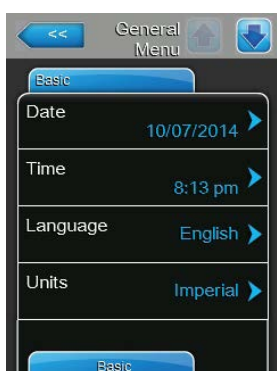 << General
Menu
Basic
Date
10/07/2014
Time
8:13 pm
Language
English
Units
Imperial
Basic